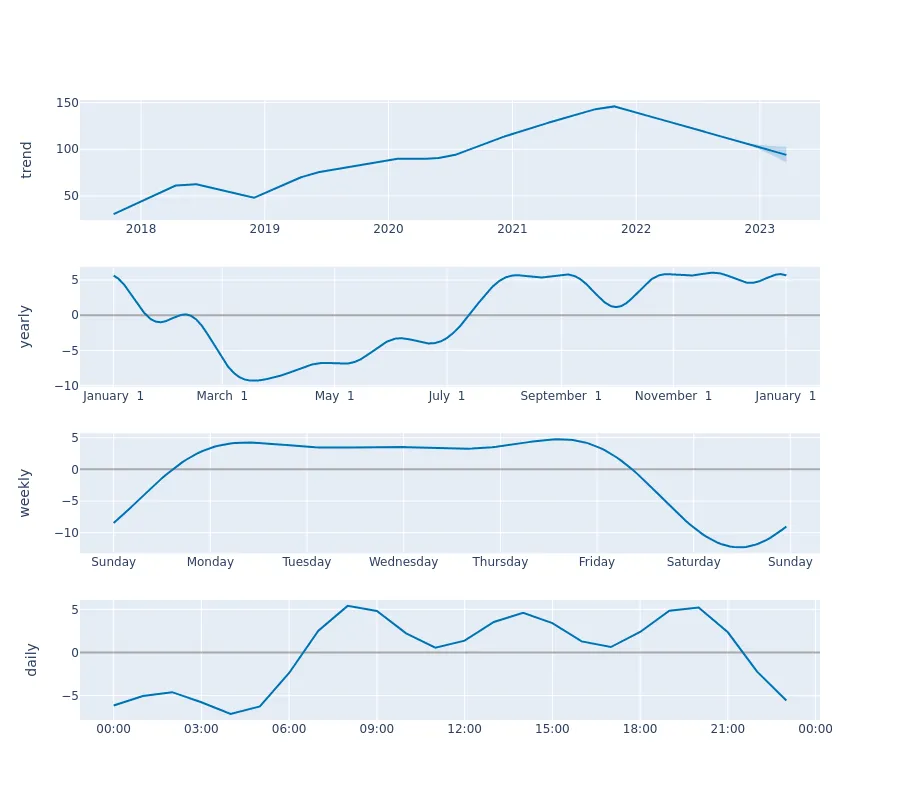 trend
150
100
50
2018 2019 2020 2021 2022 2023
yearly
5
0
−5
−10
January 1 March 1 May 1 July 1 September 1 November 1 January 1
weekly
5
0
−5
−10
Sunday Monday Tuesday Wednesday Thursday Friday Saturday Sunday
daily
5
0
−5
00:00 03:00 06:00 09:00 12:00 15:00 18:00 21:00 00:00